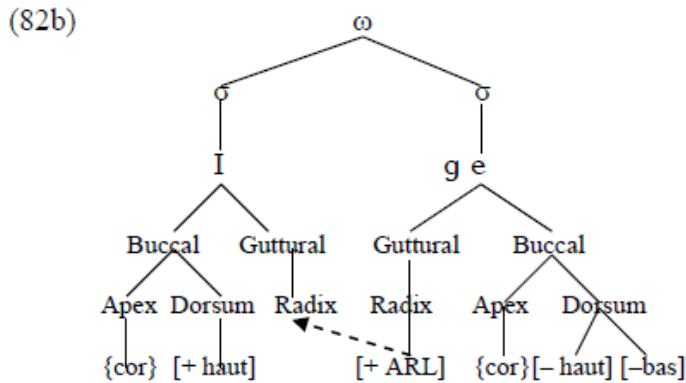 (82b)
ω
σ σ
I g e
Buccal Guttural Guttural Buccal
Apex Dorsum Radix Radix Apex Dorsum
{cor} [+ haut] [+ ARL] {cor} [– haut] [–bas]